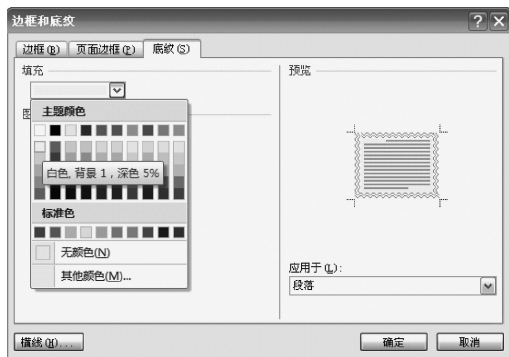 边框和底纹
边框(B) 页面边框(P) 底纹(S)
填充
预览
主题颜色
白色, 背景 1, 深色 5%
标准色
无颜色(N)
其他颜色(M)...
应用于(L):
段落
横线(H)... 确定 取消